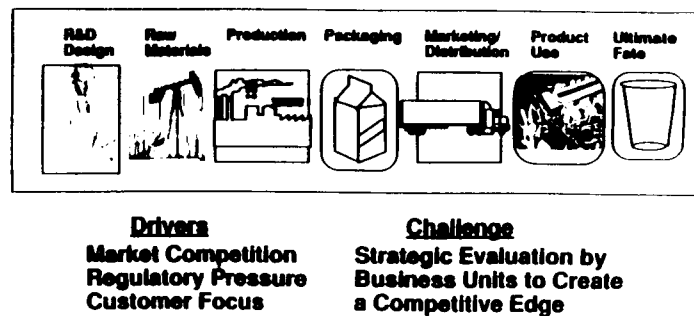 R&D Design
Raw Materials
Production
Packaging
Marketing/ Distribution
Product Use
Ultimate Fate
Drivers
Market Competition
Regulatory Pressure
Customer Focus
Challenge
Strategic Evaluation by
Business Units to Create
a Competitive Edge